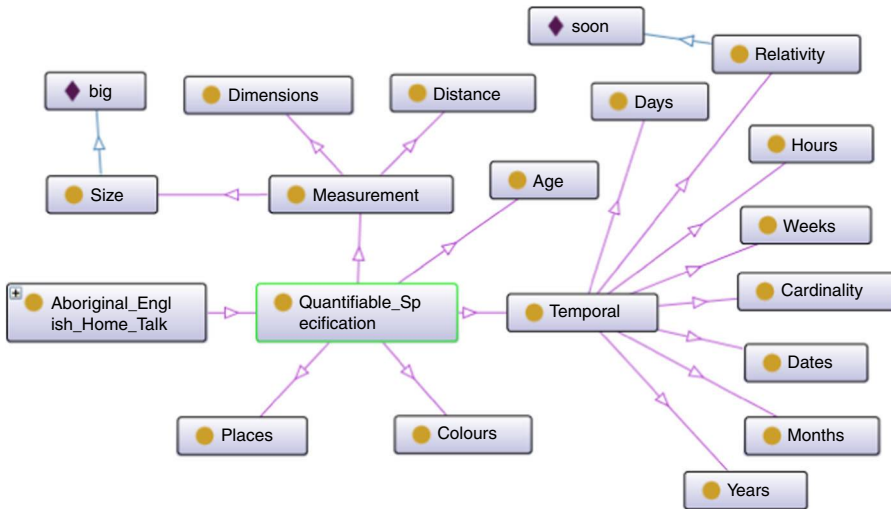 soon
Relativity
big
Dimensions
Distance
Days
Hours
Size
Measurement
Age
Weeks
Aboriginal_Engl
ish_Home_Talk
Quantifiable_Sp
ecification
Temporal
Cardinality
Dates
Places
Colours
Months
Years